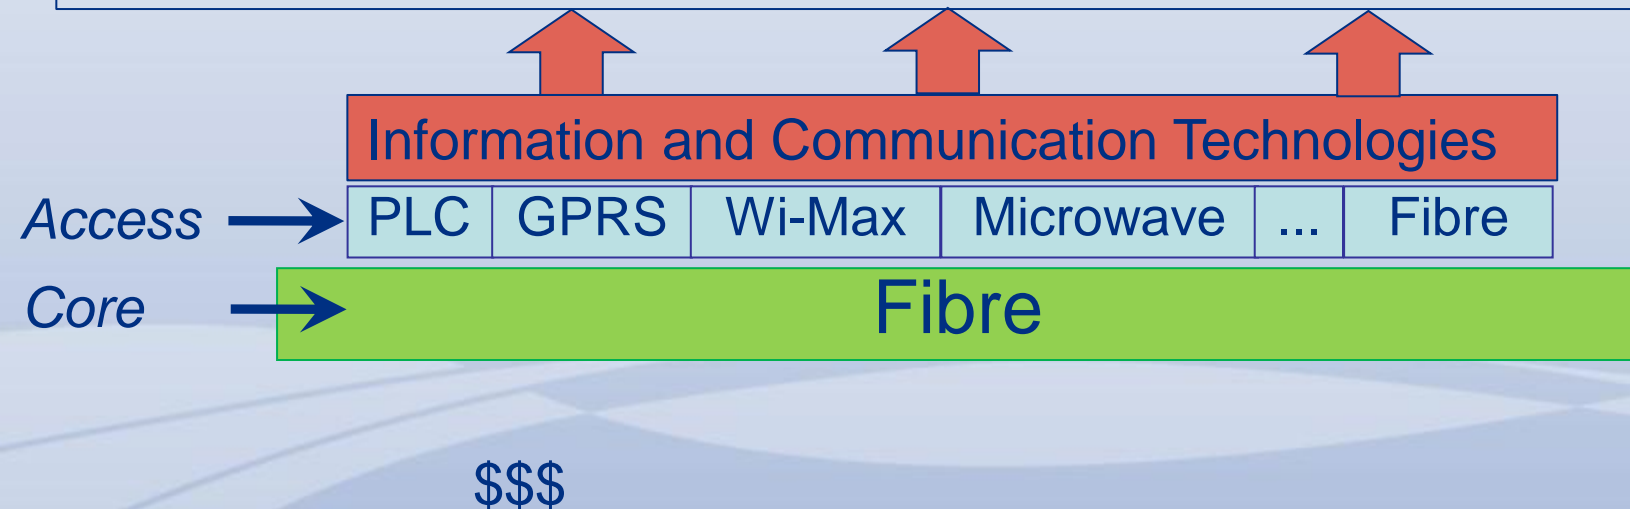 Information and Communication Technologies
Access PLC GPRS Wi-Max Microwave ... Fibre
Core Fibre
$$$